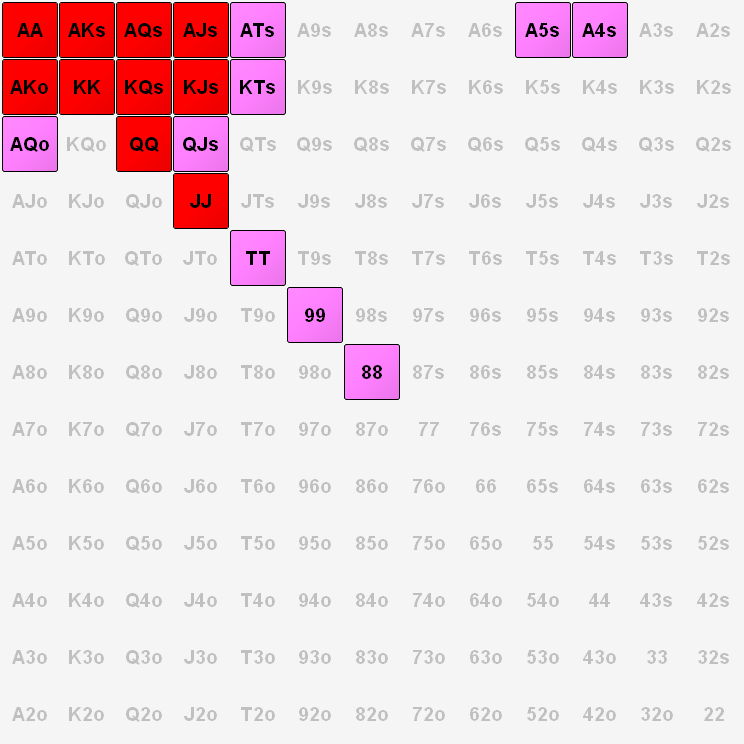 AA AKs AQs AJs ATs A9s A8s A7s A6s A5s A4s A3s A2s
AKo KK KQs KJs KTs K9s K8s K7s K6s K5s K4s K3s K2s
AQo KQo QQ QJs QTs Q9s Q8s Q7s Q6s Q5s Q4s Q3s Q2s
AJo KJo QJo JJ JTs J9s J8s J7s J6s J5s J4s J3s J2s
ATo KTo QTo JTo TT T9s T8s T7s T6s T5s T4s T3s T2s
A9o K9o Q9o J9o T9o 99 98s 97s 96s 95s 94s 93s 92s
A8o K8o Q8o J8o T8o 98o 88 87s 86s 85s 84s 83s 82s
A7o K7o Q7o J7o T7o 97o 87o 77 76s 75s 74s 73s 72s
A6o K6o Q6o J6o T6o 96o 86o 76o 66 65s 64s 63s 62s
A5o K5o Q5o J5o T5o 95o 85o 75o 65o 55 54s 53s 52s
A4o K4o Q4o J4o T4o 94o 84o 74o 64o 54o 44 43s 42s
A3o K3o Q3o J3o T3o 93o 83o 73o 63o 53o 43o 33 32s
A2o K2o Q2o J2o T2o 92o 82o 72o 62o 52o 42o 32o 22